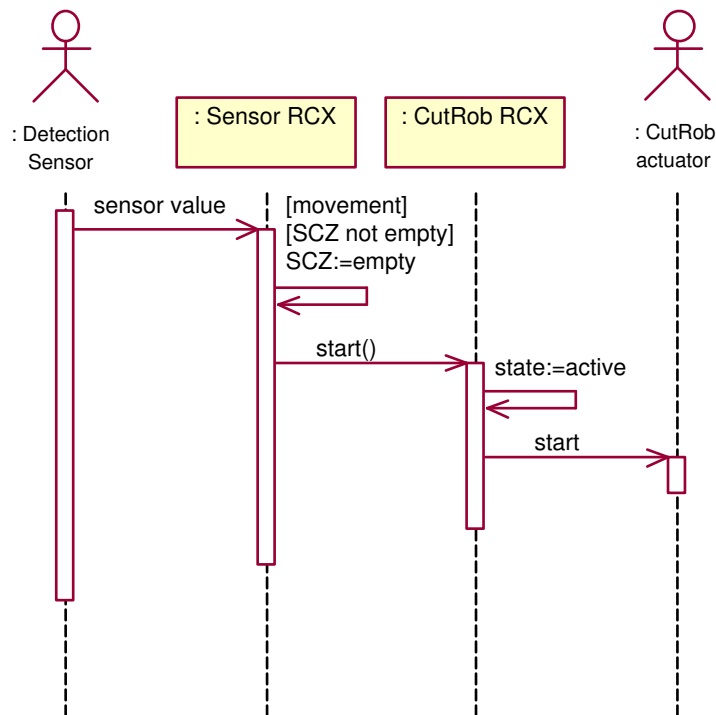 : Detection
Sensor
: Sensor RCX
: CutRob RCX
: CutRob
actuator
sensor value
[movement]
[SCZ not empty]
SCZ:=empty
start()
state:=active
start